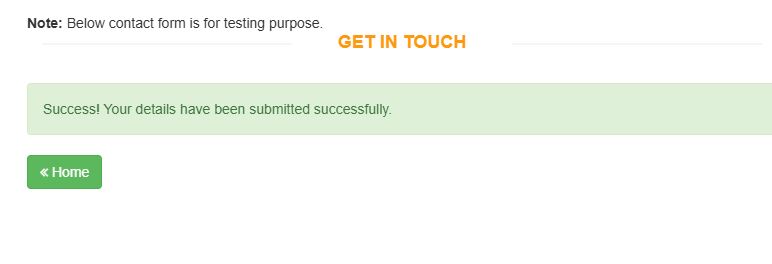 Note: Below contact form is for testing purpose.
GET IN TOUCH
Success! Your details have been submitted successfully.
« Home